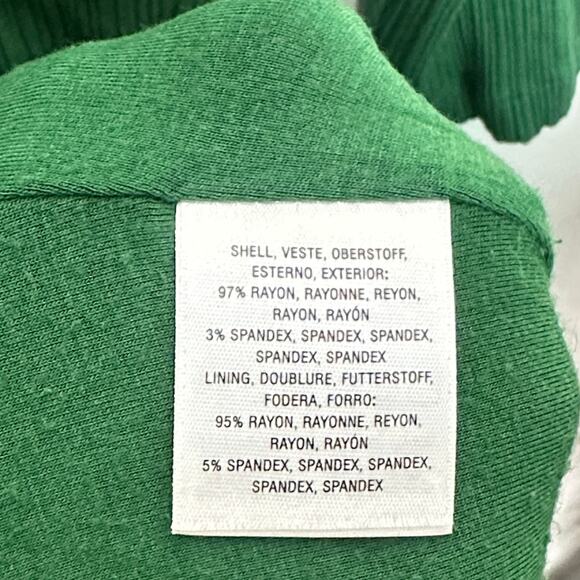 SHELL, VESTE, OBERSTOFF,
ESTERNO, EXTERIOR:
97% RAYON, RAYONNE, REYON,
RAYON, RAYÓN
3% SPANDEX, SPANDEX, SPANDEX,
SPANDEX, SPANDEX
LINING, DOUBLURE, FUTTERSTOFF,
FODERA, FORRO:
95% RAYON, RAYONNE, REYON,
RAYON, RAYÓN
5% SPANDEX, SPANDEX, SPANDEX,
SPANDEX, SPANDEX